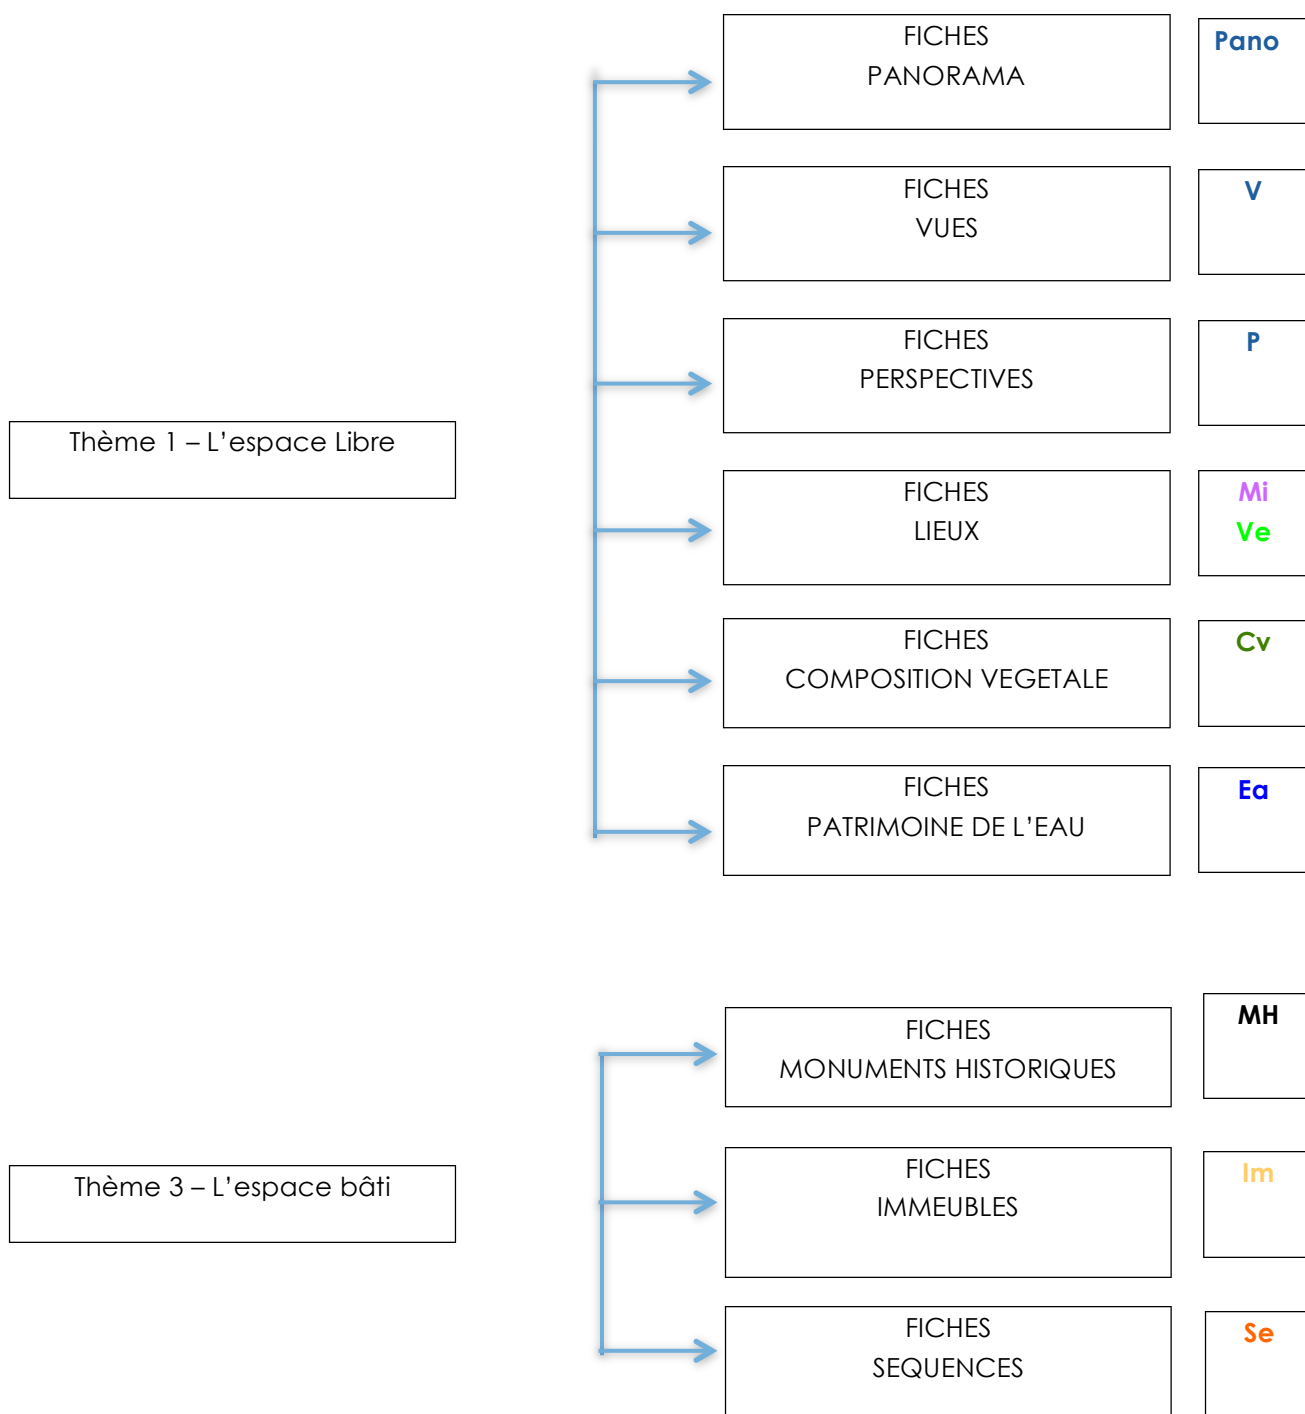 FICHES
PANORAMA
Pano
FICHES
VUES
V
FICHES
PERSPECTIVES
P
Thème 1 – L’espace Libre
FICHES
LIEUX
Mi
Ve
FICHES
COMPOSITION VEGETALE
Cv
FICHES
PATRIMOINE DE L’EAU
Ea
FICHES
MONUMENTS HISTORIQUES
MH
Thème 3 – L’espace bâti
FICHES
IMMEUBLES
Im
FICHES
SEQUENCES
Se